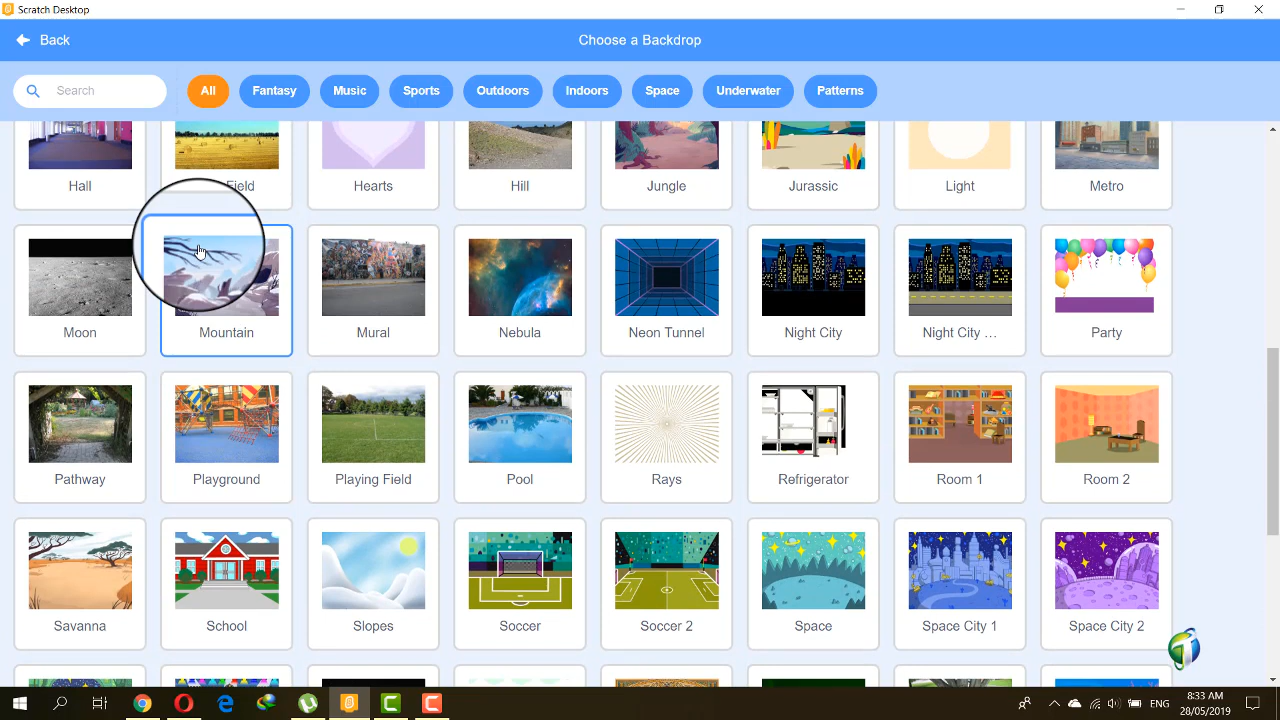 Scratch Desktop
Back
Choose a Backdrop
Search
All
Fantasy
Music
Sports
Outdoors
Indoors
Space
Underwater
Patterns
Hall
Field
Hearts
Hill
Jungle
Jurassic
Light
Metro
Moon
Mountain
Mural
Nebula
Neon Tunnel
Night City
Night City ...
Party
Pathway
Playground
Playing Field
Pool
Rays
Refrigerator
Room 1
Room 2
Savanna
School
Slopes
Soccer
Soccer 2
Space
Space City 1
Space City 2
ENG
8:33 AM
28/05/2019